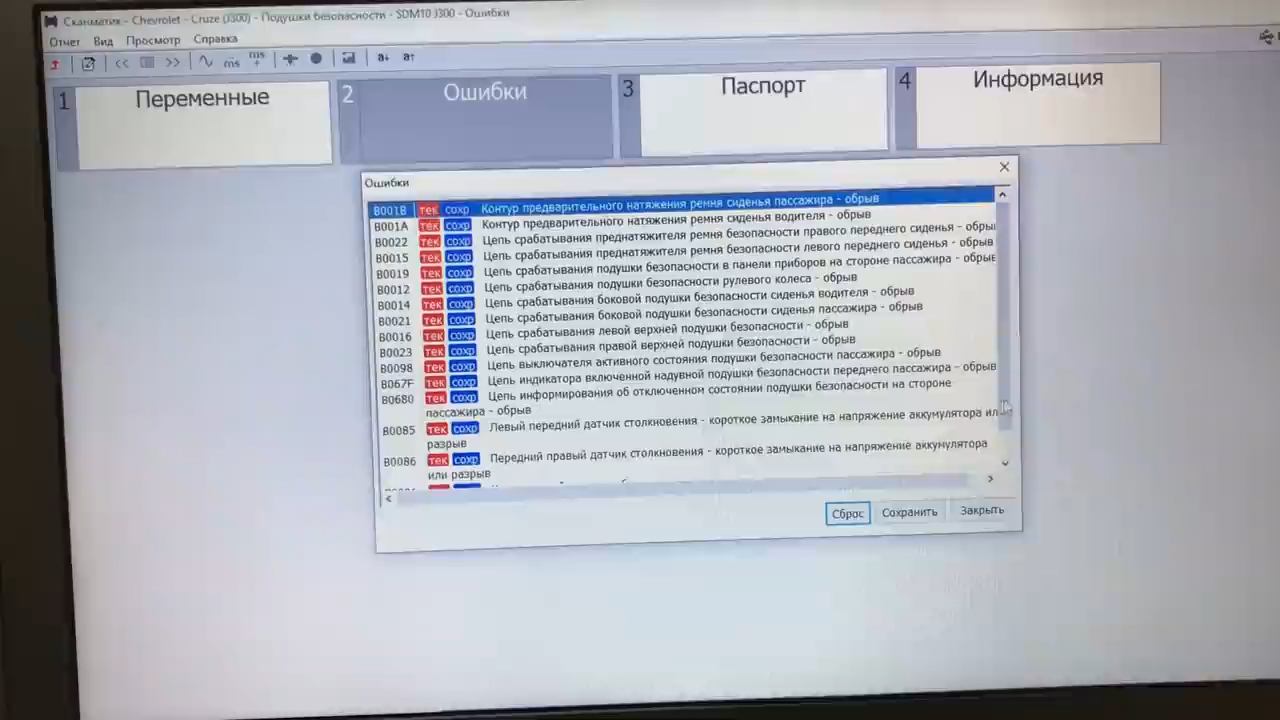 Сканматик - Chevrolet - Cruze (J300) - Подушки безопасности - SDM10 J300 - Ошибки
Отчет Вид Просмотр Справка
<< >> ms ms+ a↓ a↑
1 Переменные
2 Ошибки
3 Паспорт
4 Информация
Ошибки
B001B тек сохр Контур предварительного натяжения ремня сиденья пассажира - обрыв
B001A тек сохр Контур предварительного натяжения ремня сиденья водителя - обрыв
B0022 тек сохр Цепь срабатывания преднатяжителя ремня безопасности правого переднего сиденья - обры
B0015 тек сохр Цепь срабатывания преднатяжителя ремня безопасности левого переднего сиденья - обрыв
B0019 тек сохр Цепь срабатывания подушки безопасности в панели приборов на стороне пассажира - обрыв
B0012 тек сохр Цепь срабатывания подушки безопасности рулевого колеса - обрыв
B0014 тек сохр Цепь срабатывания боковой подушки безопасности сиденья водителя - обрыв
B0021 тек сохр Цепь срабатывания боковой подушки безопасности сиденья пассажира - обрыв
B0016 тек сохр Цепь срабатывания левой верхней подушки безопасности - обрыв
B0023 тек сохр Цепь срабатывания правой верхней подушки безопасности - обрыв
B0098 тек сохр Цепь выключателя активного состояния подушки безопасности пассажира - обрыв
B067F тек сохр Цепь индикатора включенной надувной подушки безопасности переднего пассажира - обрыв
B0680 тек сохр Цепь информирования об отключенном состоянии подушки безопасности на стороне
пассажира - обрыв
B0085 тек сохр Левый передний датчик столкновения - короткое замыкание на напряжение аккумулятора или
разрыв
B0086 тек сохр Передний правый датчик столкновения - короткое замыкание на напряжение аккумулятора
или разрыв
Сброс Сохранить Закрыть